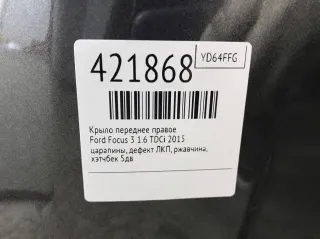 421868
YD64FFG
Крыло переднее правое
Ford Focus 3 1.6 TDCi 2015
царапины, дефект ЛКП, ржавчина,
хэтчбек 5дв